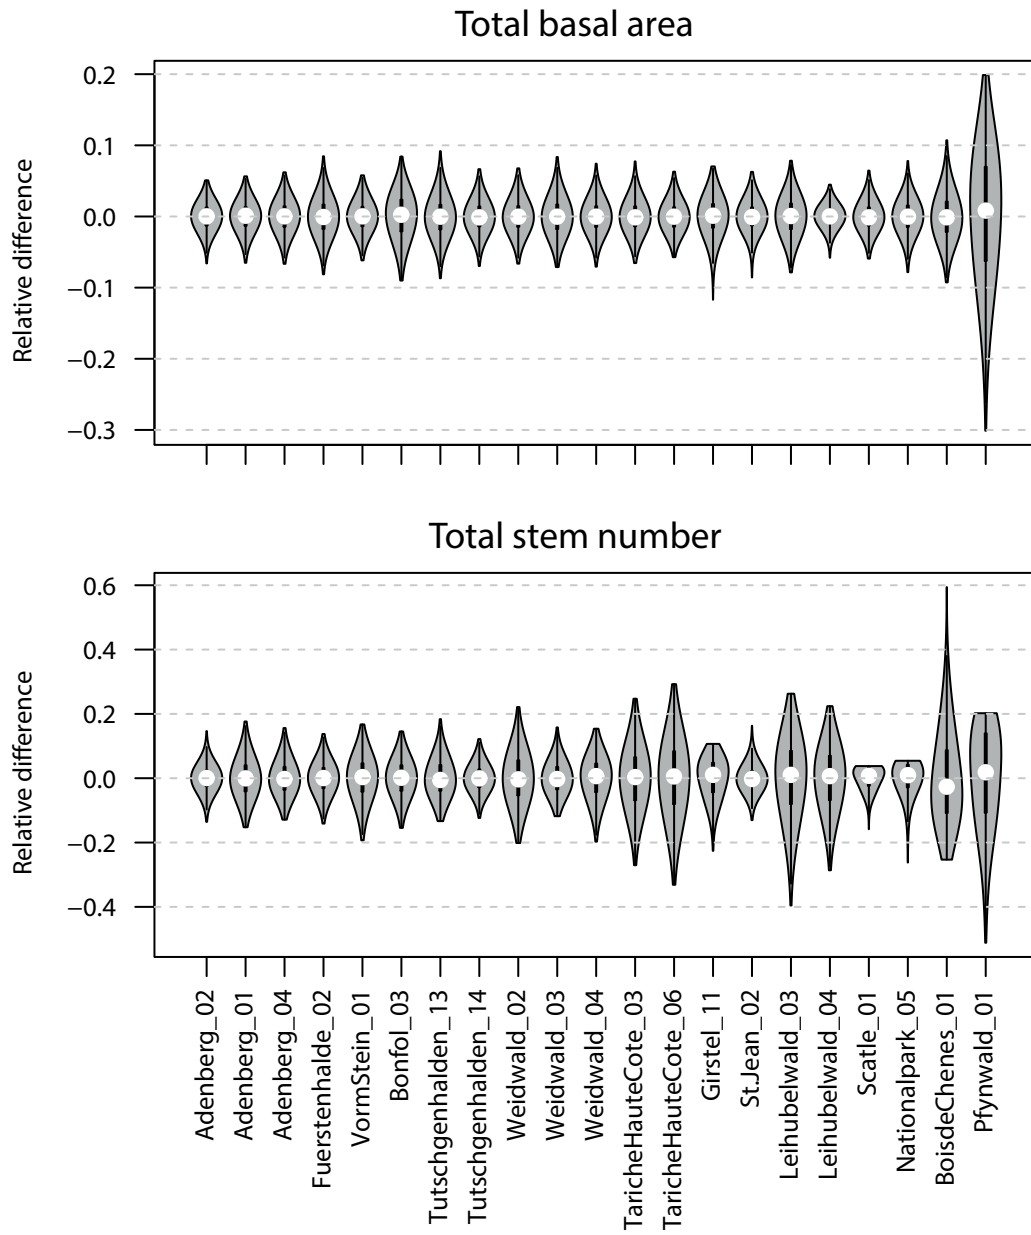 Total basal area
Relative difference
0.2
0.1
0.0
−0.1
−0.2
−0.3
Total stem number
Relative difference
0.6
0.4
0.2
0.0
−0.2
−0.4
Adenberg_02
Adenberg_01
Adenberg_04
Fuerstenhalde_02
VormStein_01
Bonfol_03
Tutschgenhalden_13
Tutschgenhalden_14
Weidwald_02
Weidwald_03
Weidwald_04
TaricheHauteCote_03
TaricheHauteCote_06
Girstel_11
St.Jean_02
Leihubelwald_03
Leihubelwald_04
Scatle_01
Nationalpark_05
BoisdeChenes_01
Pfynwald_01